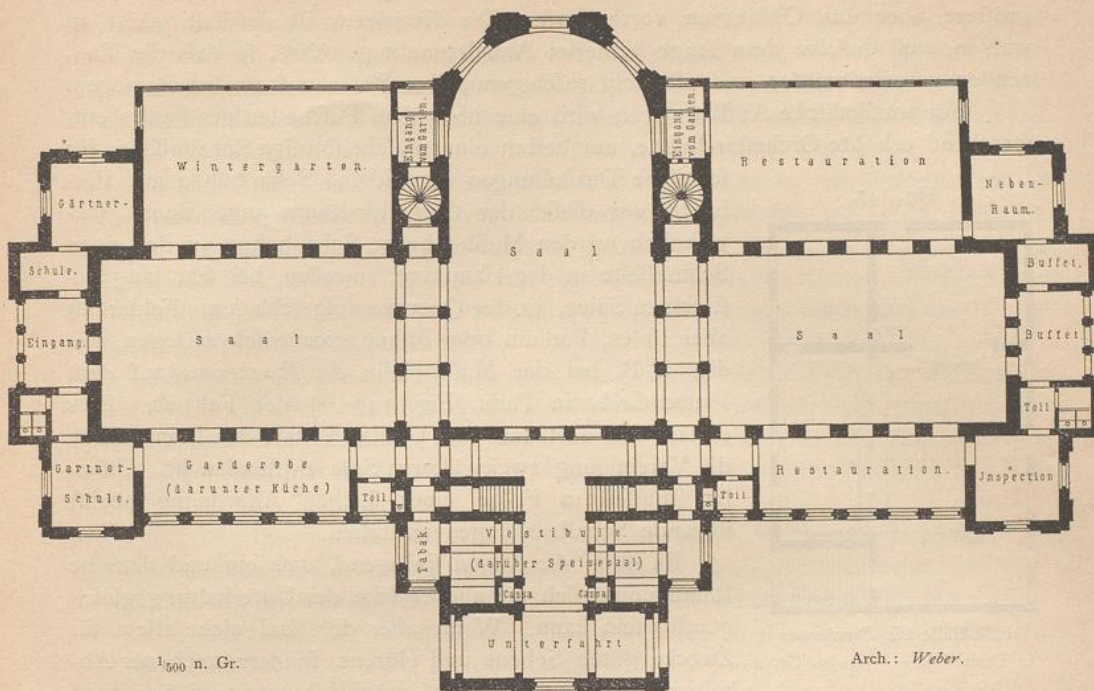 Eingang
vom Garten.
Eingang
vom Garten.
Wintergarten.
Restauration
Gärtner-
Neben-
Raum.
Schule.
Saal
Buffet.
Eingang.
Saal
Saal
Buffet.
Toil
Gärtner-
Schule.
Garderobe
(darunter Küche)
Toil.
Toil.
Restauration.
Inspection
Tabak
Vestibul
(darüber Speisesaal)
Cassa
Cassa
Unterfahrt
1/500 n. Gr.
Arch.: Weber.